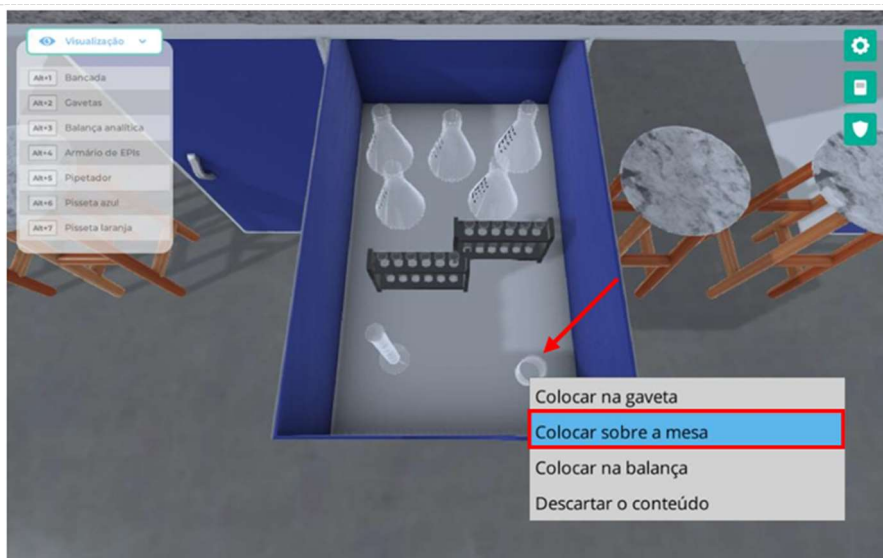 Visualização
Alt+1 Bancada
Alt+2 Gavetas
Alt+3 Balança analítica
Alt+4 Armário de EPIs
Alt+5 Pipetador
Alt+6 Pisseta azul
Alt+7 Pisseta laranja
Colocar na gaveta
Colocar sobre a mesa
Colocar na balança
Descartar o conteúdo